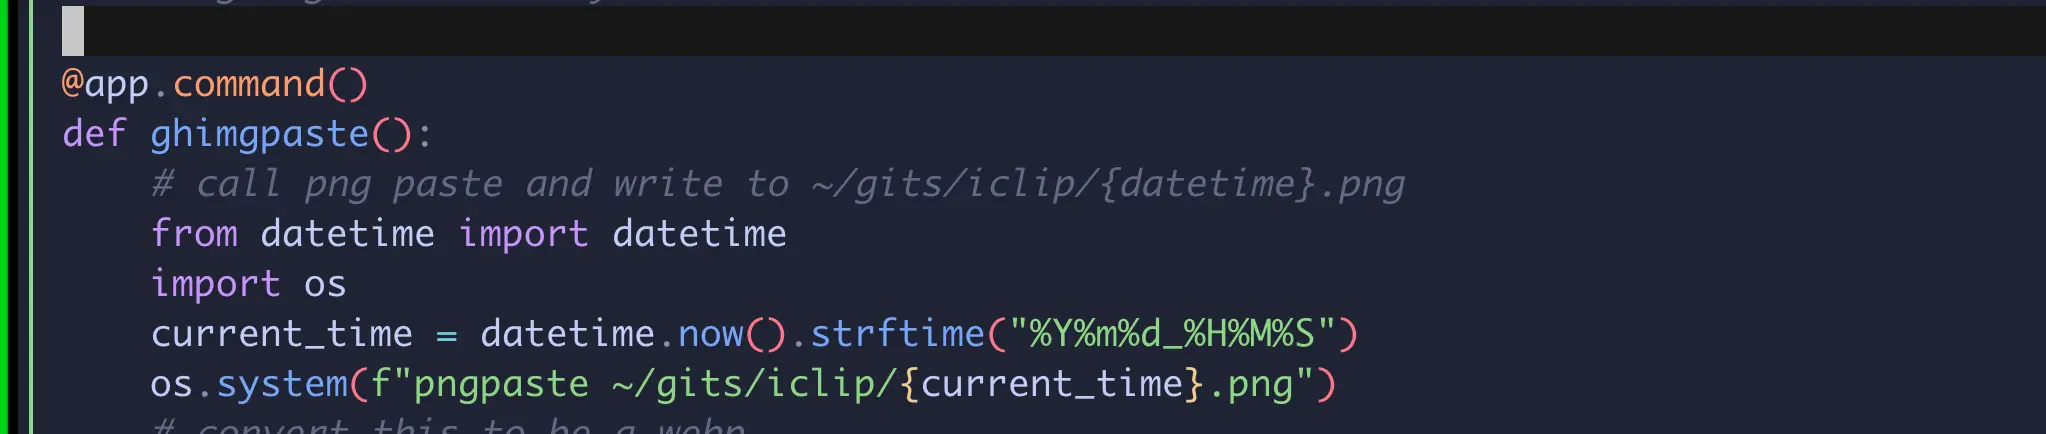 @app.command()
def ghimgpaste():
    # call png paste and write to ~/gits/iclip/{datetime}.png
    from datetime import datetime
    import os
    current_time = datetime.now().strftime("%Y%m%d_%H%M%S")
    os.system(f"pngpaste ~/gits/iclip/{current_time}.png")
    # convert this to be a webp